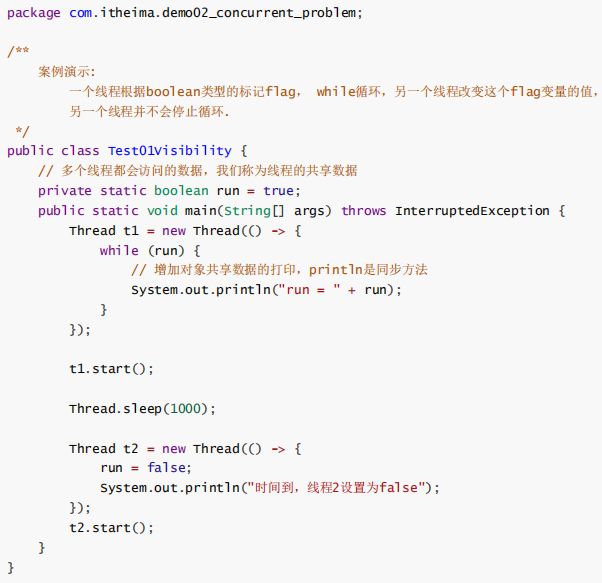 package com.itheima.demo02_concurrent_problem;
/**
案例演示:
一个线程根据boolean类型的标记flag， while循环，另一个线程改变这个flag变量的值，
另一个线程并不会停止循环.
*/
public class Test01Visibility {
// 多个线程都会访问的数据，我们称为线程的共享数据
private static boolean run = true;
public static void main(String[] args) throws InterruptedException {
Thread t1 = new Thread(() -> {
while (run) {
// 增加对象共享数据的打印，println是同步方法
System.out.println("run = " + run);
}
});
t1.start();
Thread.sleep(1000);
Thread t2 = new Thread(() -> {
run = false;
System.out.println("时间到，线程2设置为false");
});
t2.start();
}
}